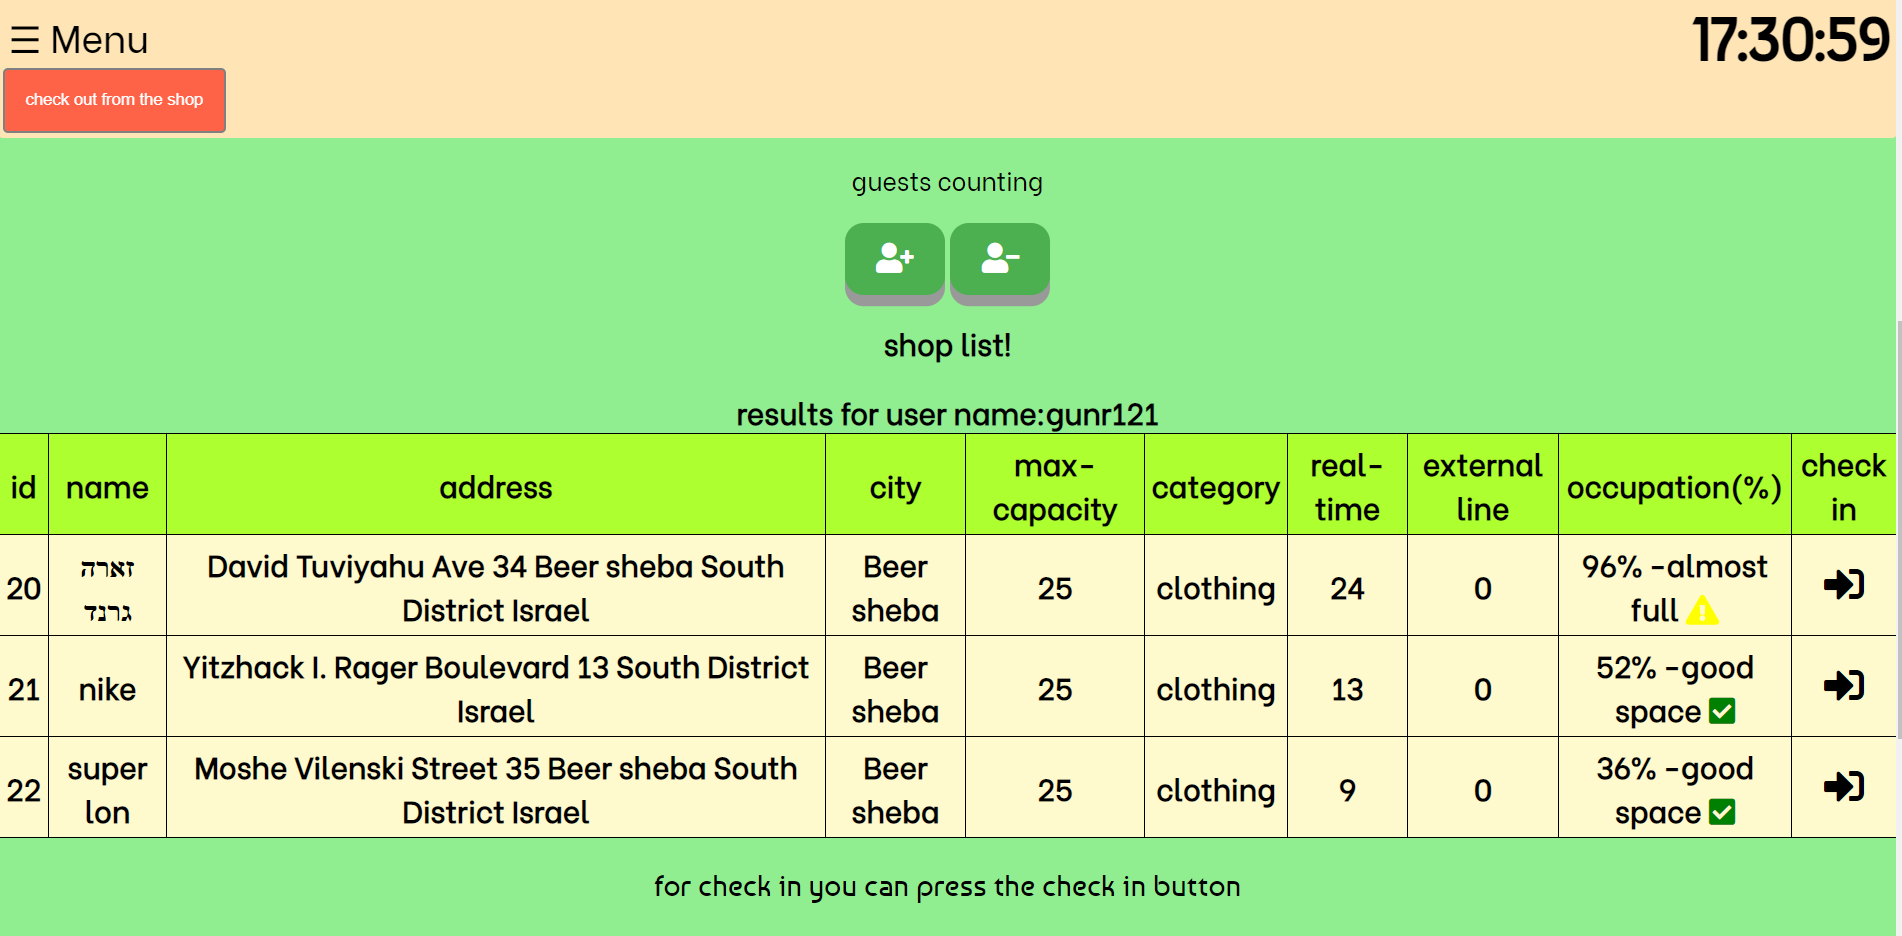 ☰ Menu
17:30:59
check out from the shop
guests counting
shop list!
results for user name:gunr121
id name address city max-capacity category real-time external line occupation(%) check in
20 זארה גרנד David Tuviyahu Ave 34 Beer sheba South District Israel Beer sheba 25 clothing 24 0 96% -almost full
21 nike Yitzhack I. Rager Boulevard 13 South District Israel Beer sheba 25 clothing 13 0 52% -good space
22 super lon Moshe Vilenski Street 35 Beer sheba South District Israel Beer sheba 25 clothing 9 0 36% -good space
for check in you can press the check in button